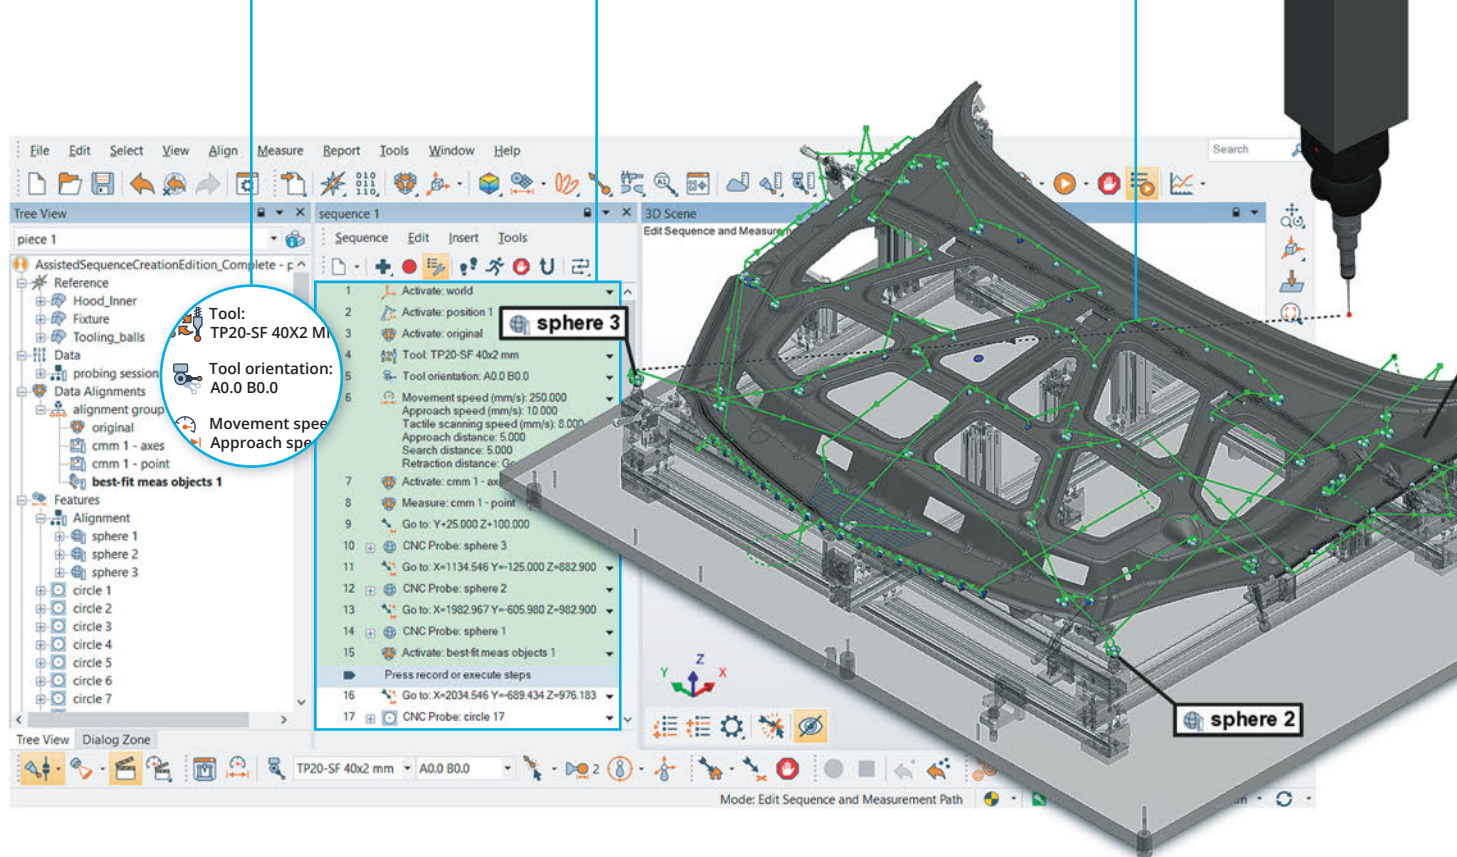 File Edit Select View Align Measure Report Tools Window Help
Search
Tree View
sequence 1
3D Scene
piece 1
Sequence Edit Insert Tools
Edit Sequence and Measurem
AssistedSequenceCreationEdition_Complete - p
Reference
Hood_Inner
Fixture
Tooling_balls
Data
probing session
Data Alignments
alignment group
original
cmm 1 - axes
cmm 1 - point
best-fit meas objects 1
Features
Alignment
sphere 1
sphere 2
sphere 3
circle 1
circle 2
circle 3
circle 4
circle 5
circle 6
circle 7
Tree View Dialog Zone
Tool:
TP20-SF 40X2 M
Tool orientation:
A0.0 B0.0
Movement spee
Approach spe
1 Activate: world
2 Activate: position 1
3 Activate: original
4 Tool: TP20-SF 40x2 mm
5 Tool orientation: A0.0 B0.0
6 Movement speed (mm/s): 250.000
Approach speed (mm/s): 10.000
Tactile scanning speed (mm/s): 8.000
Approach distance: 5.000
Search distance: 5.000
Retraction distance: Go
7 Activate: cmm 1 - axe
8 Measure: cmm 1 - point
9 Go to: Y+25.000 Z+100.000
10 CNC Probe: sphere 3
11 Go to: X=1134.546 Y=-125.000 Z=882.900
12 CNC Probe: sphere 2
13 Go to: X=1982.967 Y=-605.980 Z=982.900
14 CNC Probe: sphere 1
15 Activate: best-fit meas objects 1
Press record or execute steps
16 Go to: X=2034.546 Y=-689.434 Z=976.183
17 CNC Probe: circle 17
sphere 3
sphere 2
Z
Y X
TP20-SF 40x2 mm A0.0 B0.0 2
Mode: Edit Sequence and Measurement Path